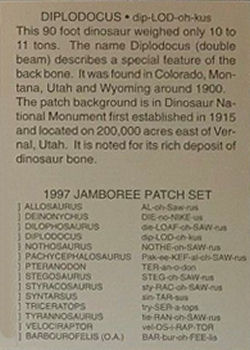 DIPLODOCUS • dip-LOD-oh-kus
This 90 foot dinosaur weighed only 10 to
11 tons. The name Diplodocus (double
beam) describes a special feature of the
back bone. It was found in Colorado, Mon-
tana, Utah and Wyoming around 1900.
The patch background is in Dinosaur Na-
tional Monument first established in 1915
and located on 200,000 acres east of Ver-
nal, Utah. It is noted for its rich deposit of
dinosaur bone.
1997 JAMBOREE PATCH SET
] ALLOSAURUS AL-oh-Saw-rus
] DEINONYCHUS DIE-no-NIKE-us
] DILOPHOSAURUS die-LOAF-oh-SAW-rus
] DIPLODOCUS dip-LOD-oh-kus
] NOTHOSAURUS NOTHE-oh-SAW-rus
] PACHYCEPHALOSAURUS Pak-ee-KEF-al-oh-SAW-rus
] PTERANODON TER-an-o-don
] STEGOSAURUS STEG-oh-SAW-rus
] STYRACOSAURUS sty-RAC-oh-SAW-rus
] SYNTARSUS sin-TAR-sus
] TRICERATOPS try-SER-a-tops
] TYRANNOSAURUS tie-RAN-oh-SAW-rus
] VELOCIRAPTOR vel-OS-i-RAP-TOR
] BARBOUROFELIS (O.A.) BAR-bur-oh-FEE-lis